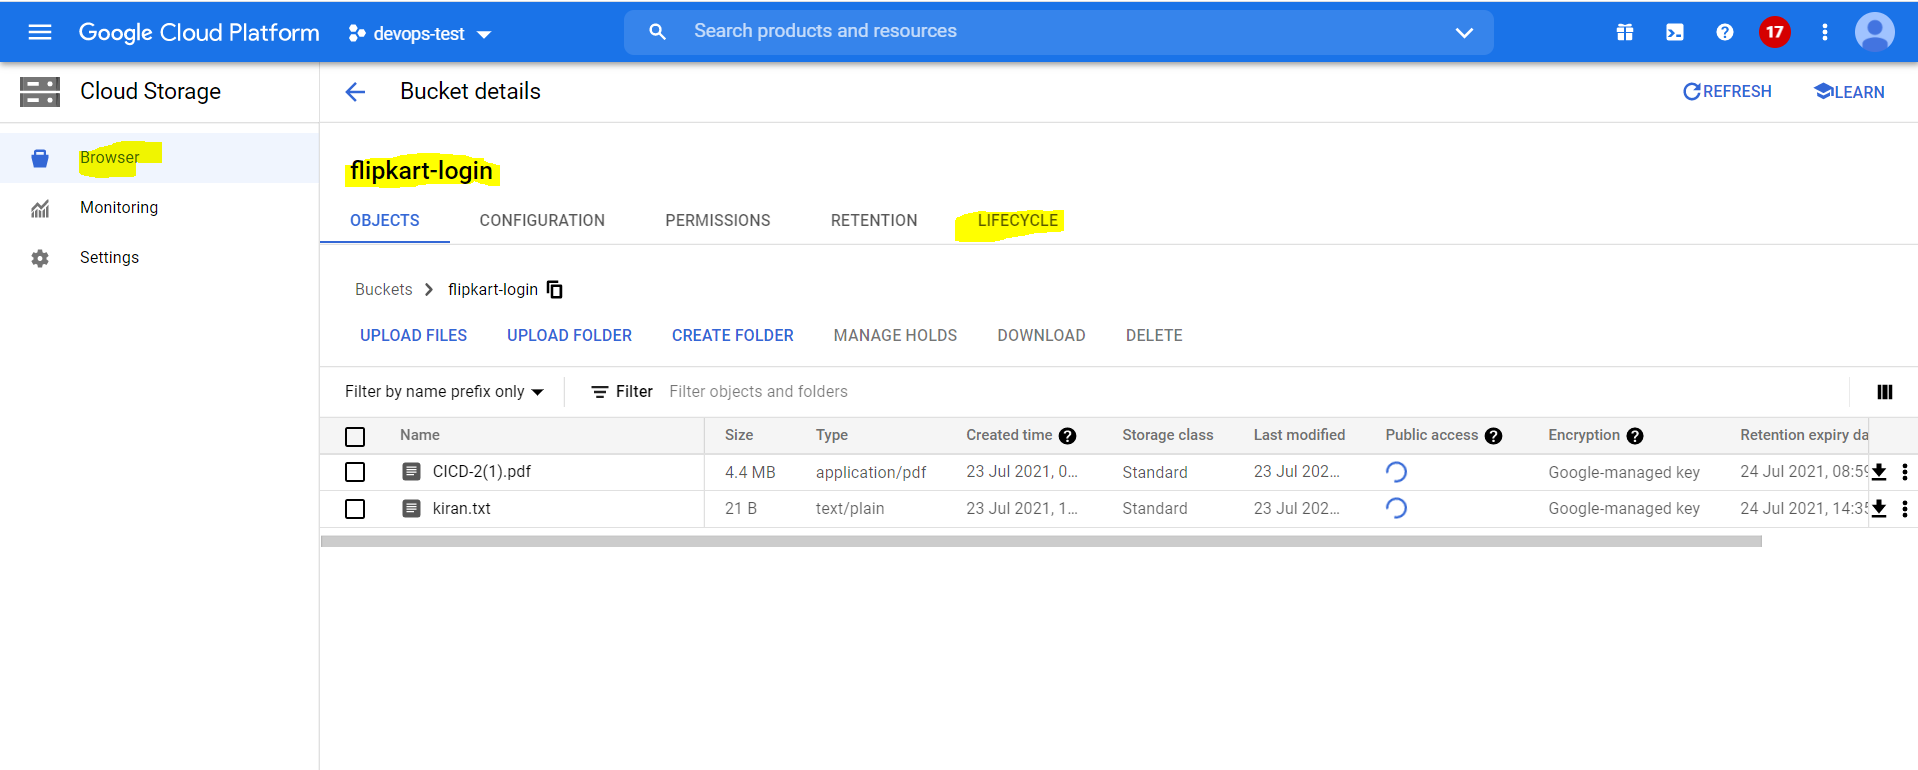 Google Cloud Platform devops-test Search products and resources 17
Cloud Storage Bucket details REFRESH LEARN
Browser
Monitoring
Settings
flipkart-login
OBJECTS CONFIGURATION PERMISSIONS RETENTION LIFECYCLE
Buckets flipkart-login
UPLOAD FILES UPLOAD FOLDER CREATE FOLDER MANAGE HOLDS DOWNLOAD DELETE
Filter by name prefix only Filter Filter objects and folders
Name Size Type Created time Storage class Last modified Public access Encryption Retention expiry da
CICD-2(1).pdf 4.4 MB application/pdf 23 Jul 2021, 0... Standard 23 Jul 202... Google-managed key 24 Jul 2021, 08:59
kiran.txt 21 B text/plain 23 Jul 2021, 1... Standard 23 Jul 202... Google-managed key 24 Jul 2021, 14:35